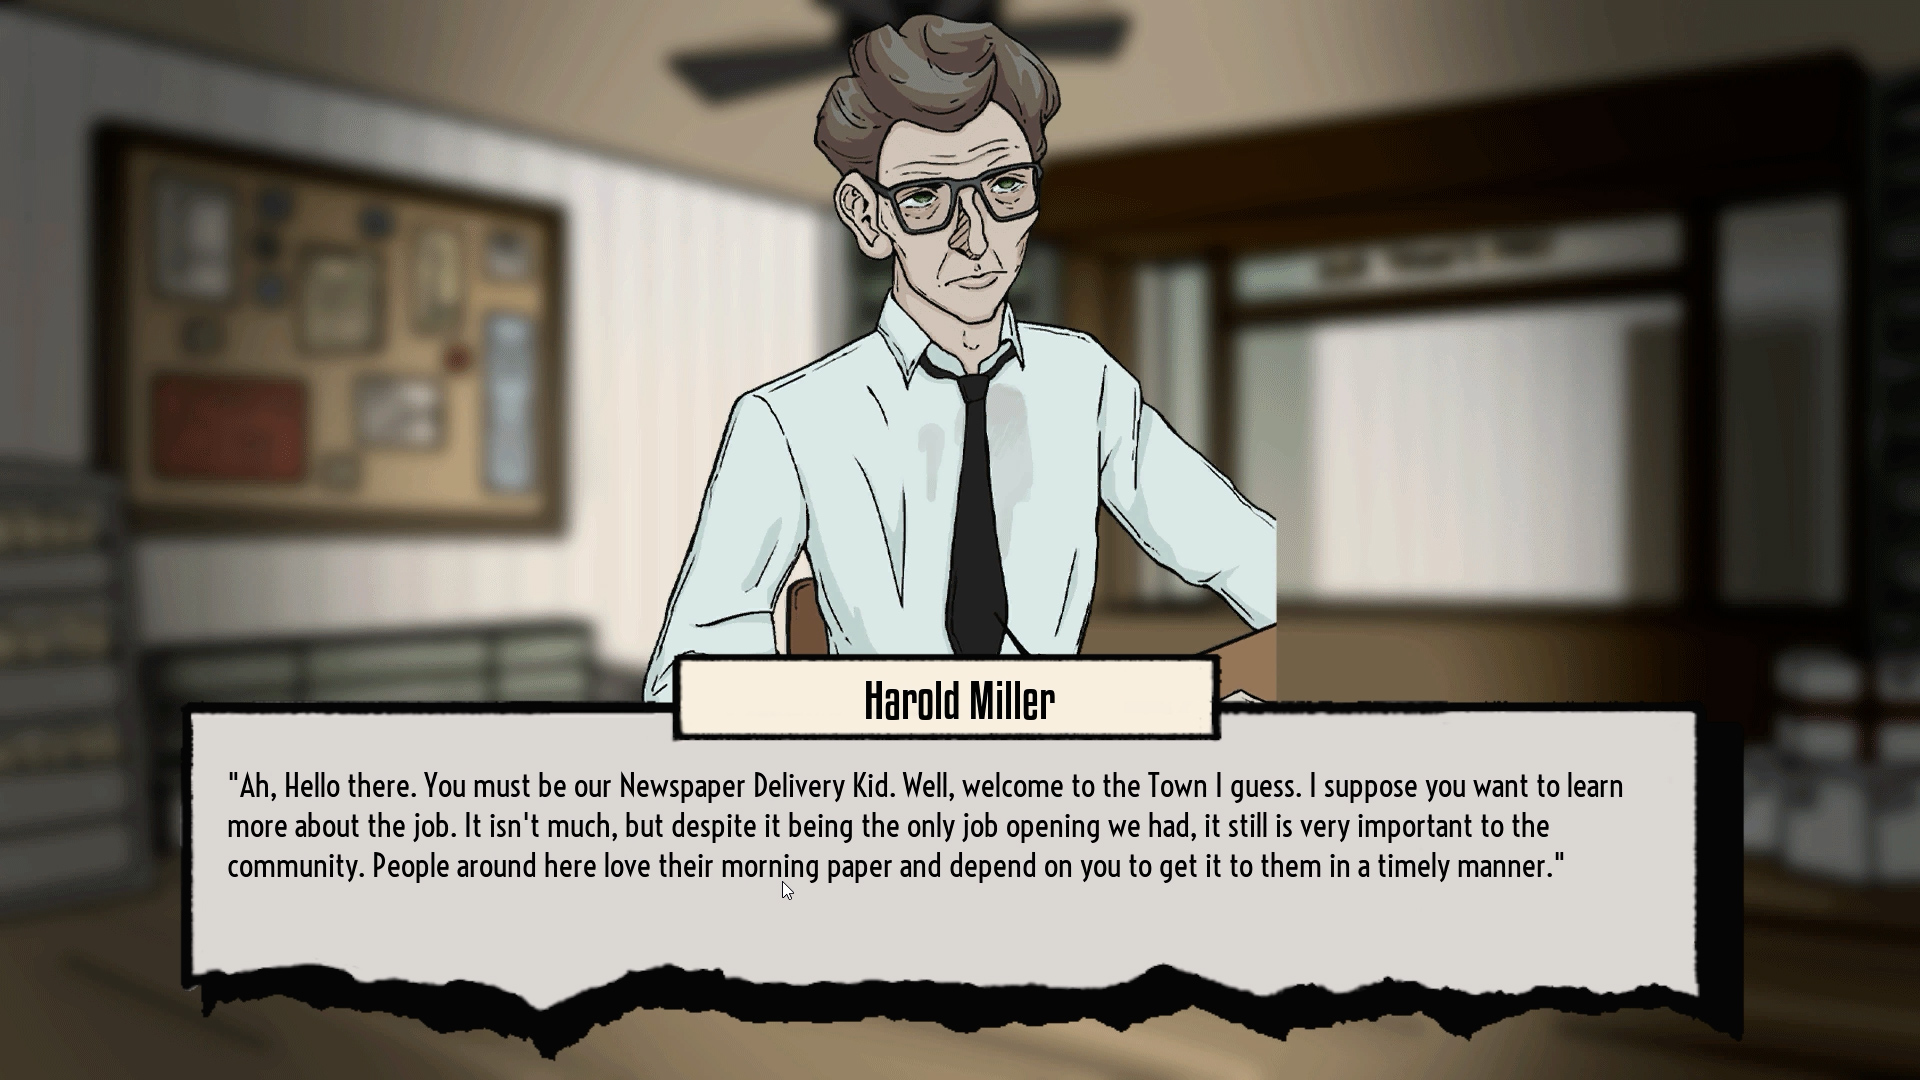 Harold Miller
"Ah, Hello there. You must be our Newspaper Delivery Kid. Well, welcome to the Town I guess. I suppose you want to learn
more about the job. It isn't much, but despite it being the only job opening we had, it still is very important to the
community. People around here love their morning paper and depend on you to get it to them in a timely manner."